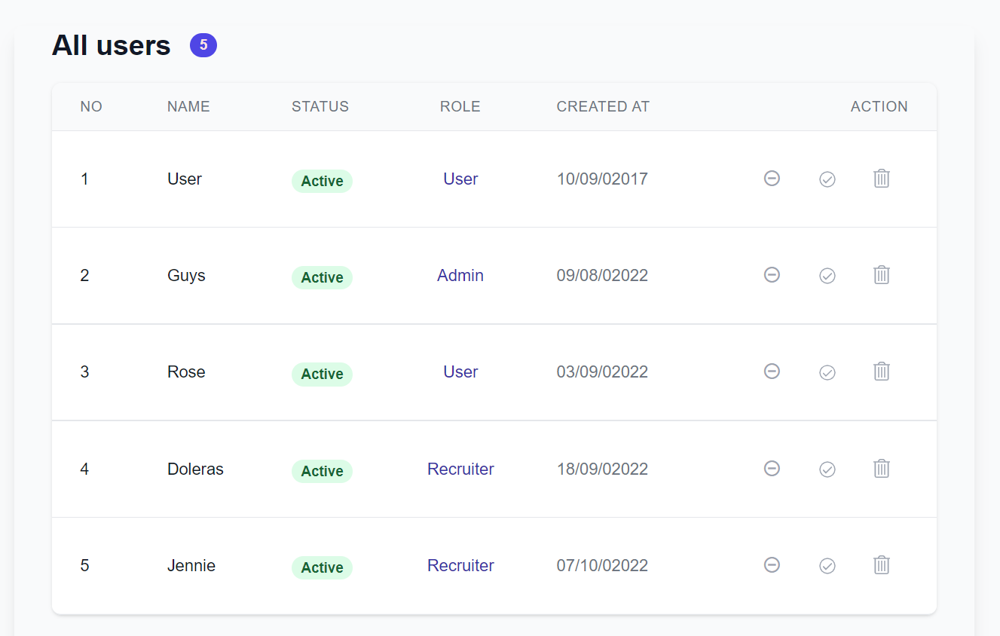 All users 5
NO NAME STATUS ROLE CREATED AT ACTION
1 User Active User 10/09/02017
2 Guys Active Admin 09/08/02022
3 Rose Active User 03/09/02022
4 Doleras Active Recruiter 18/09/02022
5 Jennie Active Recruiter 07/10/02022